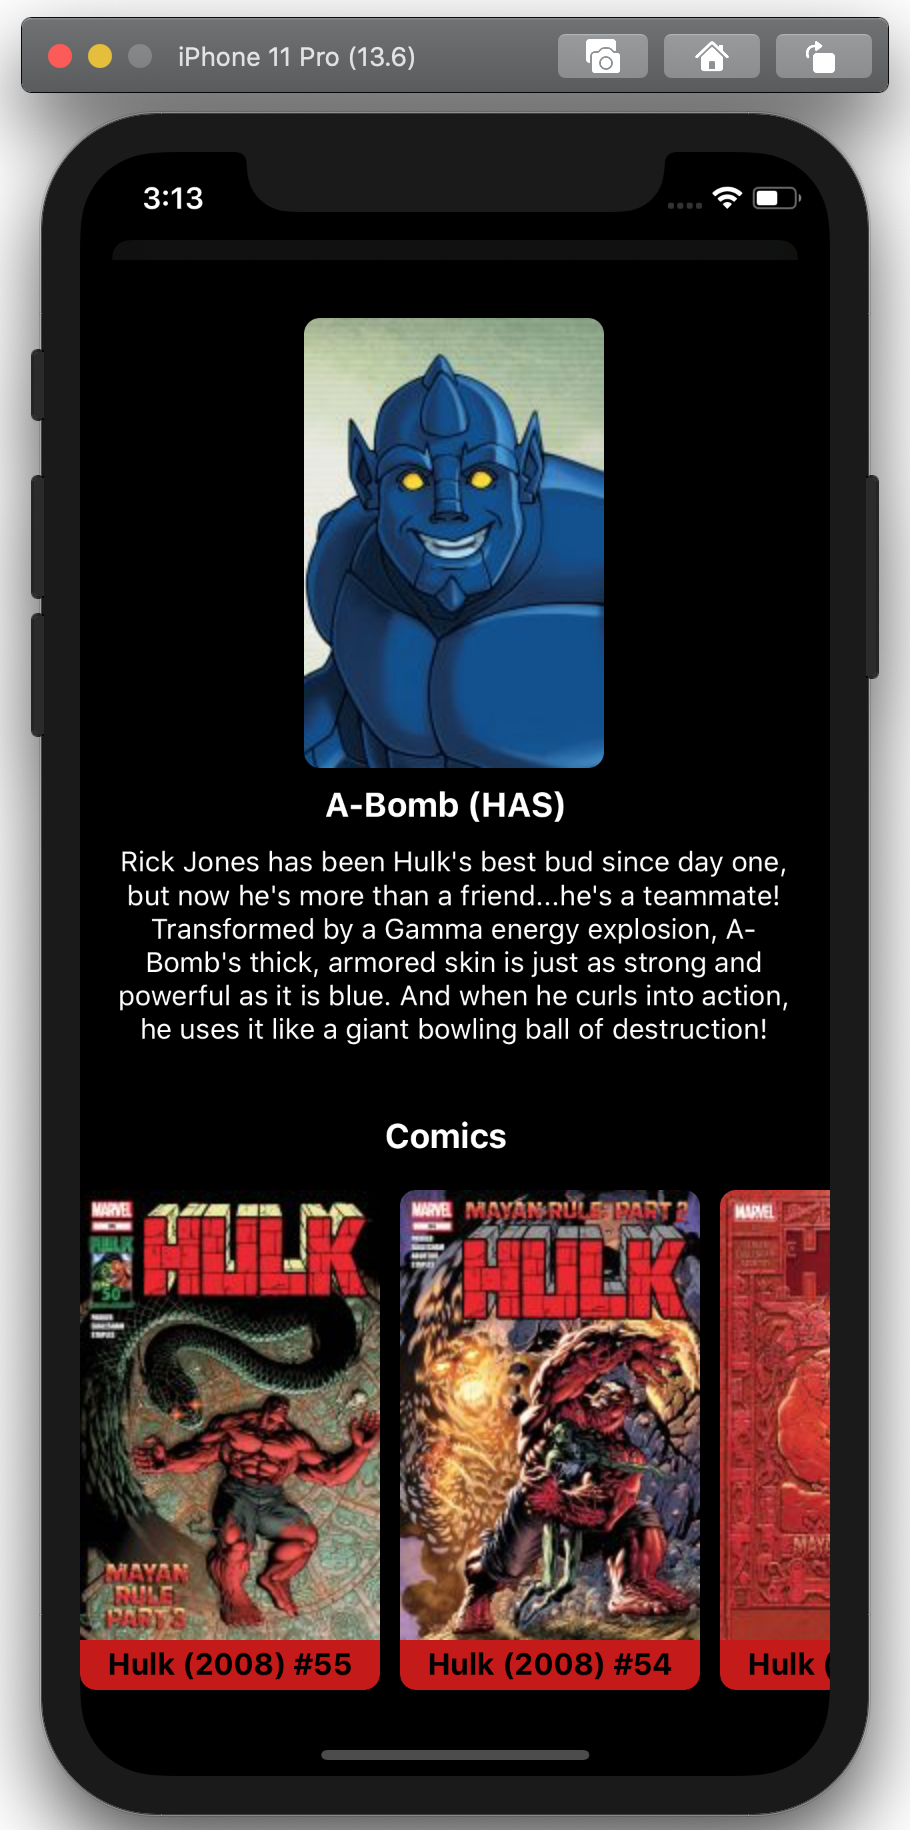 iPhone 11 Pro (13.6)
3:13
A-Bomb (HAS)
Rick Jones has been Hulk's best bud since day one,
but now he's more than a friend...he's a teammate!
Transformed by a Gamma energy explosion, A-
Bomb's thick, armored skin is just as strong and
powerful as it is blue. And when he curls into action,
he uses it like a giant bowling ball of destruction!
Comics
MARVEL
HULK
HULK
50
MAYAN
RULE
PART 3
Hulk (2008) #55
MARVEL
MAYAN RULE: PART 2
HULK
Hulk (2008) #54
MARVEL
Hulk (